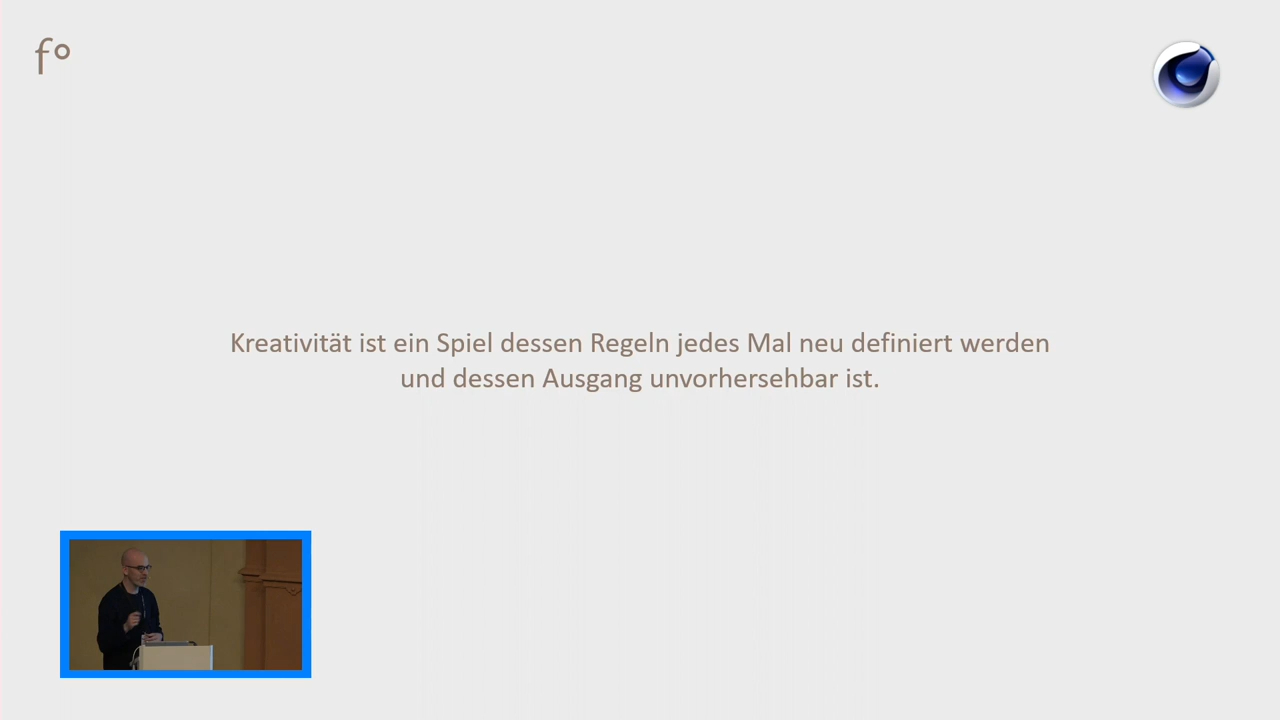 f°
Kreativität ist ein Spiel dessen Regeln jedes Mal neu definiert werden
und dessen Ausgang unvorhersehbar ist.